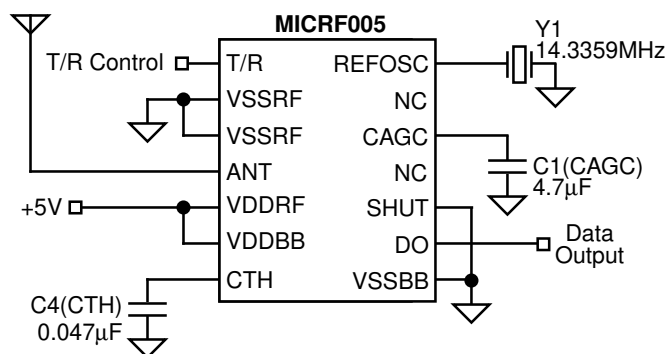 MICRF005
Y1
14.3359MHz
T/R Control
T/R
REFOSC
VSSRF
NC
VSSRF
CAGC
ANT
NC
C1(CAGC)
4.7µF
+5V
VDDRF
SHUT
VDDBB
DO
Data
Output
CTH
VSSBB
C4(CTH)
0.047µF